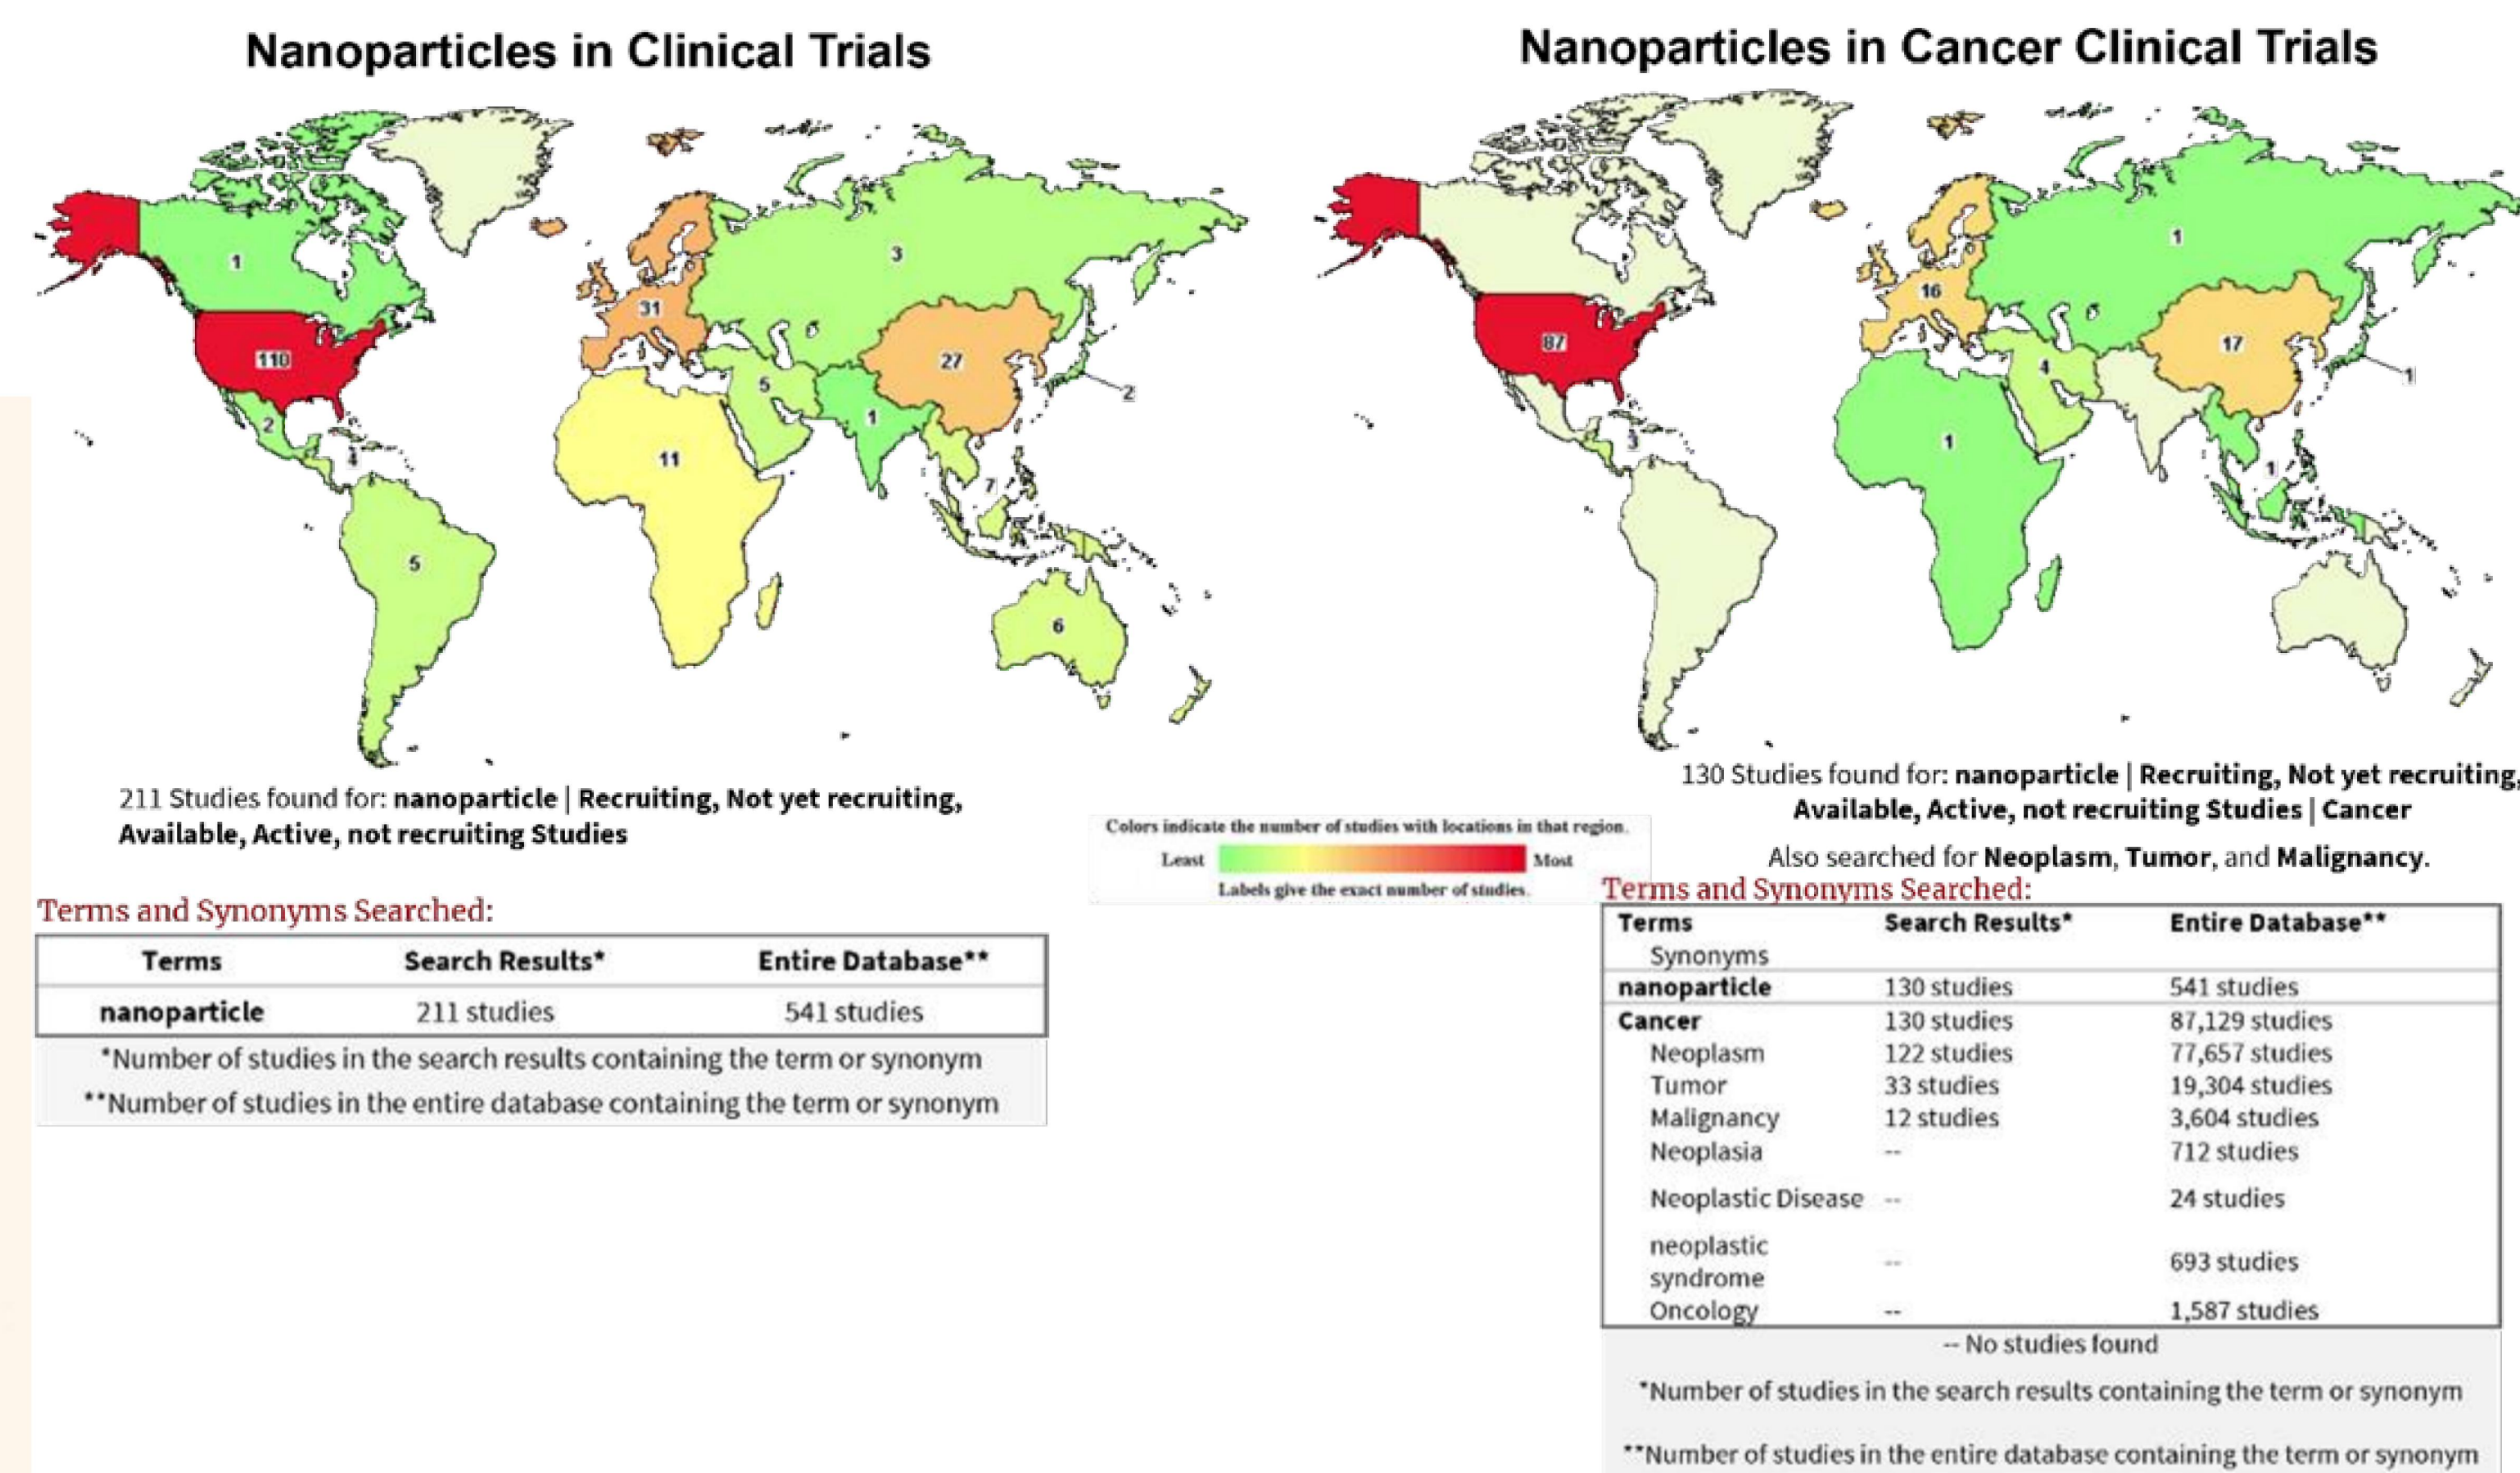 Nanoparticles in Clinical Trials
1
110
2
4
5
31
3
27
5
1
2
11
7
6
211 Studies found for: nanoparticle | Recruiting, Not yet recruiting,
Available, Active, not recruiting Studies
Terms and Synonyms Searched:
Terms Search Results* Entire Database**
nanoparticle 211 studies 541 studies
*Number of studies in the search results containing the term or synonym
**Number of studies in the entire database containing the term or synonym
Colors indicate the number of studies with locations in that region.
Least Most
Labels give the exact number of studies.
Nanoparticles in Cancer Clinical Trials
87
3
16
1
17
4
1
1
1
130 Studies found for: nanoparticle | Recruiting, Not yet recruiting,
Available, Active, not recruiting Studies | Cancer
Also searched for Neoplasm, Tumor, and Malignancy.
Terms and Synonyms Searched:
Terms Search Results* Entire Database**
Synonyms
nanoparticle 130 studies 541 studies
Cancer 130 studies 87,129 studies
Neoplasm 122 studies 77,657 studies
Tumor 33 studies 19,304 studies
Malignancy 12 studies 3,604 studies
Neoplasia -- 712 studies
Neoplastic Disease -- 24 studies
neoplastic
syndrome -- 693 studies
Oncology -- 1,587 studies
-- No studies found
*Number of studies in the search results containing the term or synonym
**Number of studies in the entire database containing the term or synonym